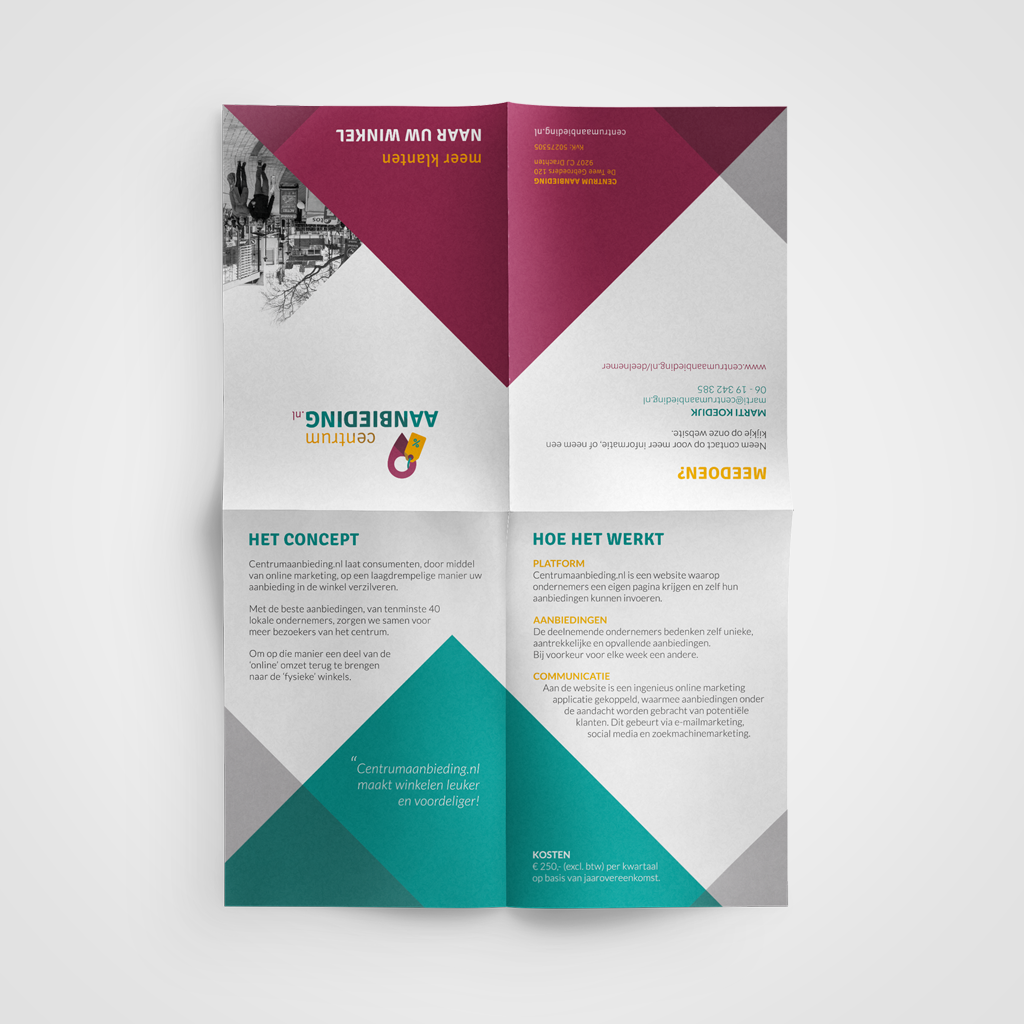 meer klanten
NAAR UW WINKEL
centrum
AANBIEDING.nl
MEEDOEN?
Neem contact op voor meer informatie, of neem een
kijkje op onze website.
MARTI KOEDIJK
marti@centrumaanbieding.nl
06 - 19 342 385
www.centrumaanbieding.nl/deelnemer
CENTRUM AANBIEDING
De Twee Gebroeders 120
9207 CJ Drachten
KvK: 50275305
centrumaanbieding.nl
HET CONCEPT
Centrumaanbieding.nl laat consumenten, door middel
van online marketing, op een laagdrempelige manier uw
aanbieding in de winkel verzilveren.
Met de beste aanbiedingen, van tenminste 40
lokale ondernemers, zorgen we samen voor
meer bezoekers van het centrum.
Om op die manier een deel van de
'online' omzet terug te brengen
naar de 'fysieke' winkels.
“Centrumaanbieding.nl
maakt winkelen leuker
en voordeliger!
HOE HET WERKT
PLATFORM
Centrumaanbieding.nl is een website waarop
ondernemers een eigen pagina krijgen en zelf hun
aanbiedingen kunnen invoeren.
AANBIEDINGEN
De deelnemende ondernemers bedenken zelf unieke,
aantrekkelijke en opvallende aanbiedingen.
Bij voorkeur voor elke week een andere.
COMMUNICATIE
Aan de website is een ingenieus online marketing
applicatie gekoppeld, waarmee aanbiedingen onder
de aandacht worden gebracht van potentiële
klanten. Dit gebeurt via e-mailmarketing,
social media en zoekmachinemarketing.
KOSTEN
€ 250,- (excl. btw) per kwartaal
op basis van jaarovereenkomst.